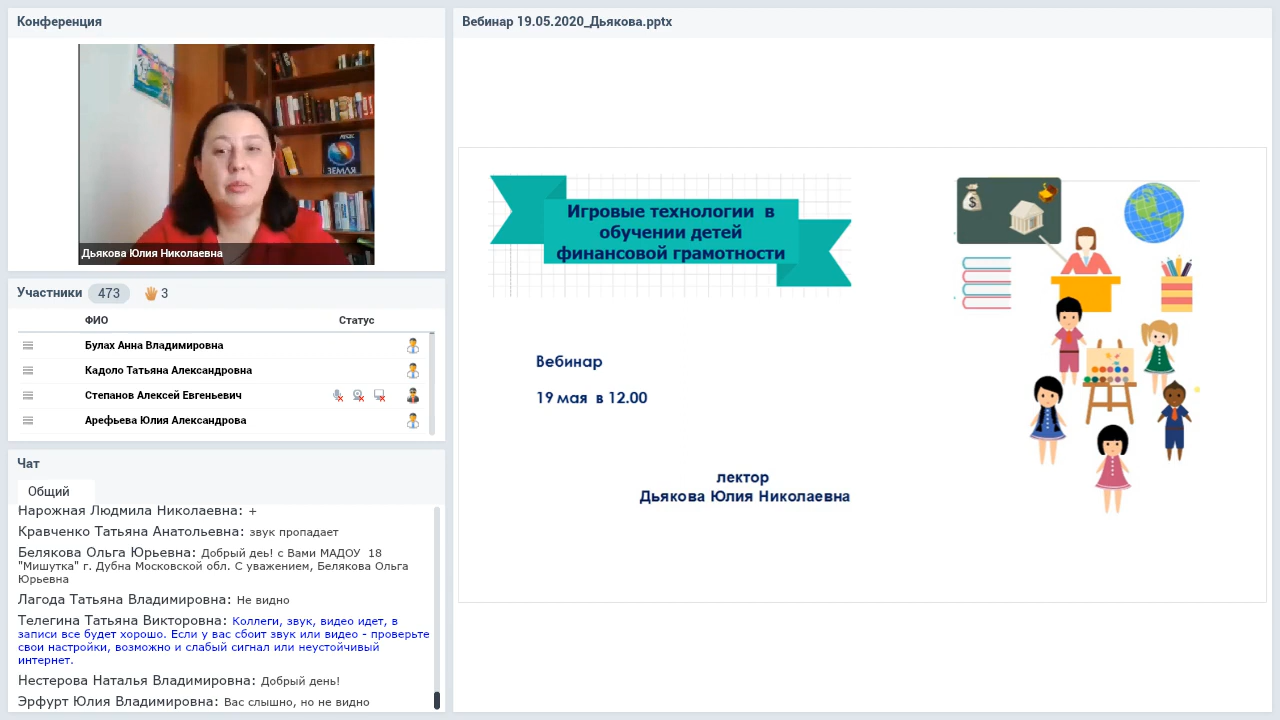 Конференция
ЗЕМЛЯ
Дьякова Юлия Николаевна
Участники 473 3
ФИО Статус
Булах Анна Владимировна
Кадоло Татьяна Александровна
Степанов Алексей Евгеньевич
Арефьева Юлия Александрова
Чат
Общий
Нарожная Людмила Николаевна: +
Кравченко Татьяна Анатольевна: звук пропадает
Белякова Ольга Юрьевна: Добрый деь! с Вами МАДОУ 18
"Мишутка" г. Дубна Московской обл. С уважением, Белякова Ольга
Юрьевна
Лагода Татьяна Владимировна: Не видно
Телегина Татьяна Викторовна: Коллеги, звук, видео идет, в
записи все будет хорошо. Если у вас сбоит звук или видео - проверьте
свои настройки, возможно и слабый сигнал или неустойчивый
интернет.
Нестерова Наталья Владимировна: Добрый день!
Эрфурт Юлия Владимировна: Вас слышно, но не видно
Вебинар 19.05.2020_Дьякова.pptx
Игровые технологии в
обучении детей
финансовой грамотности
$
Вебинар
19 мая в 12.00
лектор
Дьякова Юлия Николаевна